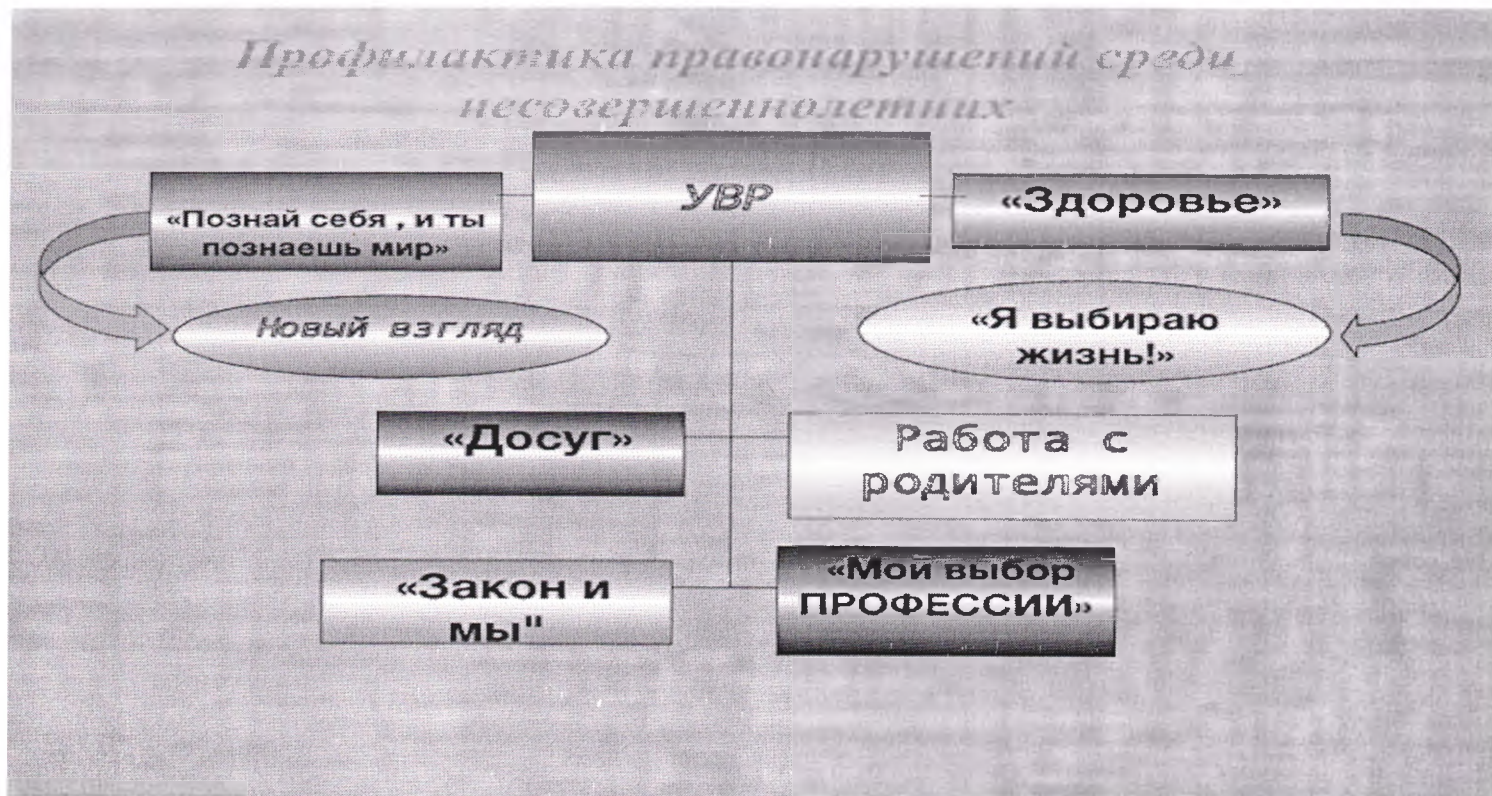 Профилактика правонарушений среди
несовершеннолетних
УВР
«Познай себя , и ты
познаешь мир»
«Здоровье»
Новый взгляд
«Я выбираю
жизнь!»
«Досуг»
Работа с
родителями
«Закон и
мы"
«Мой выбор
ПРОФЕССИИ»